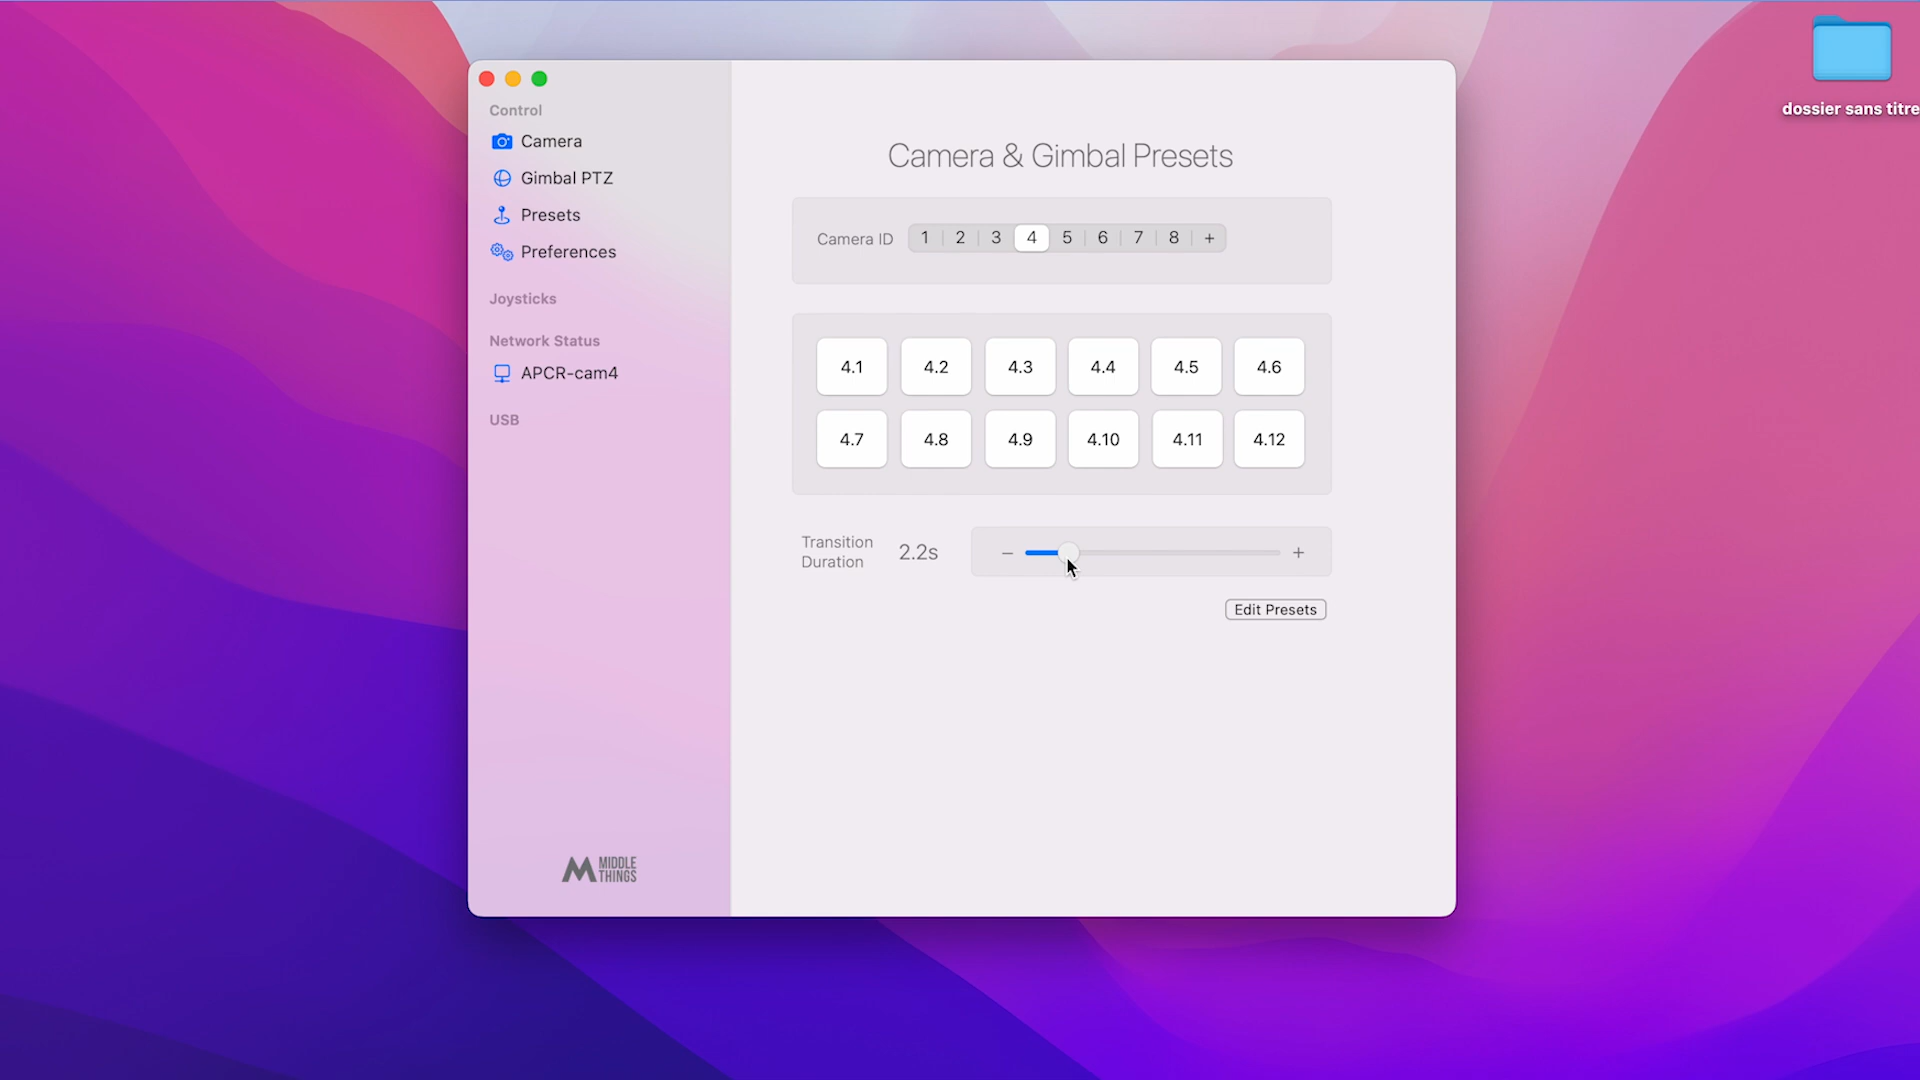 Control
Camera
Gimbal PTZ
Presets
Preferences
Joysticks
Network Status
APCR-cam4
USB
MIDDLE
THINGS
Camera & Gimbal Presets
Camera ID 1 2 3 4 5 6 7 8 +
4.1 4.2 4.3 4.4 4.5 4.6
4.7 4.8 4.9 4.10 4.11 4.12
Transition
Duration
2.2s
− +
Edit Presets
dossier sans titre